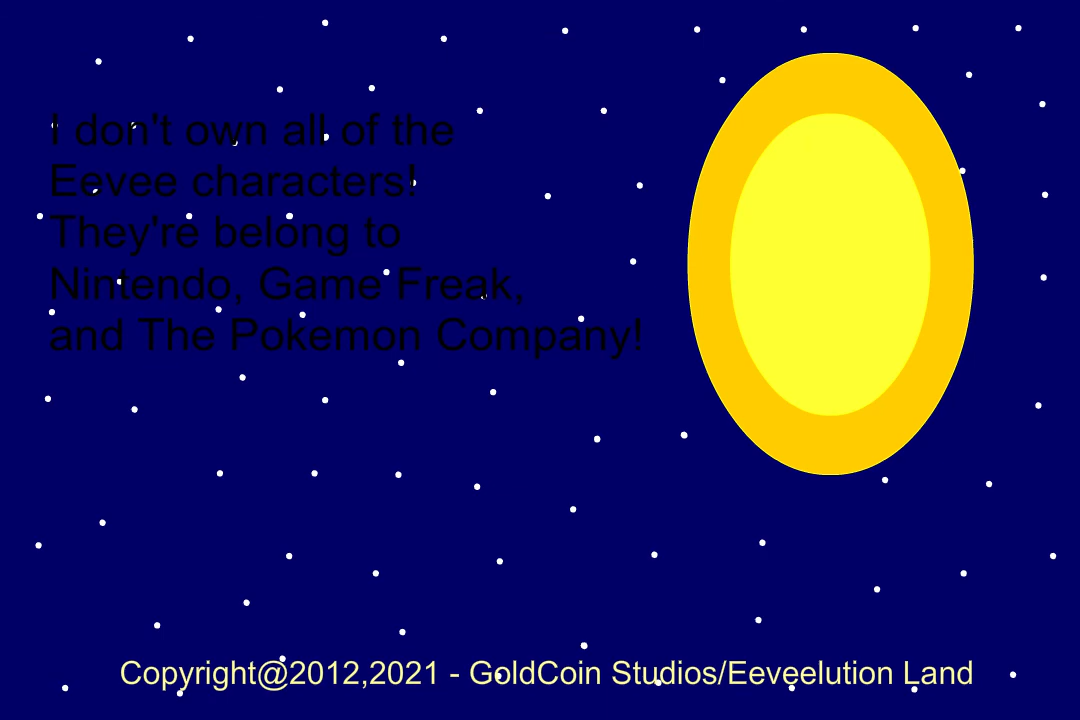 I don't own all of the
Eevee characters!
They're belong to
Nintendo, Game Freak,
and The Pokemon Company!
Copyright@2012,2021 - GoldCoin Studios/Eeveelution Land